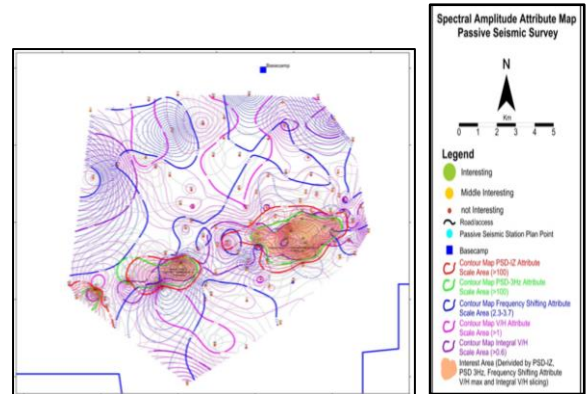 Basecamp
Spectral Amplitude Attribute Map
Passive Seismic Survey
N
Km
0 1 2 3 4 5
Legend
Interesting
Middle Interesting
not Interesting
Road/access
Passive Seismic Station Plan Point
Basecamp
Contour Map PSD-IZ Attribute
Scale Area (>100)
Contour Map PSD-3Hz Attribute
Scale Area (>100)
Contour Map Frequency Shifting Attribute
Scale Area (2.3-3.7)
Contour Map V/H Attribute
Scale Area (>1)
Contour Map Integral V/H
Scale Area (>0.6)
Interest Area (Derived by PSD-IZ,
PSD 3Hz, Frequency Shifting Attribute
V/H max and Integral V/H slicing)